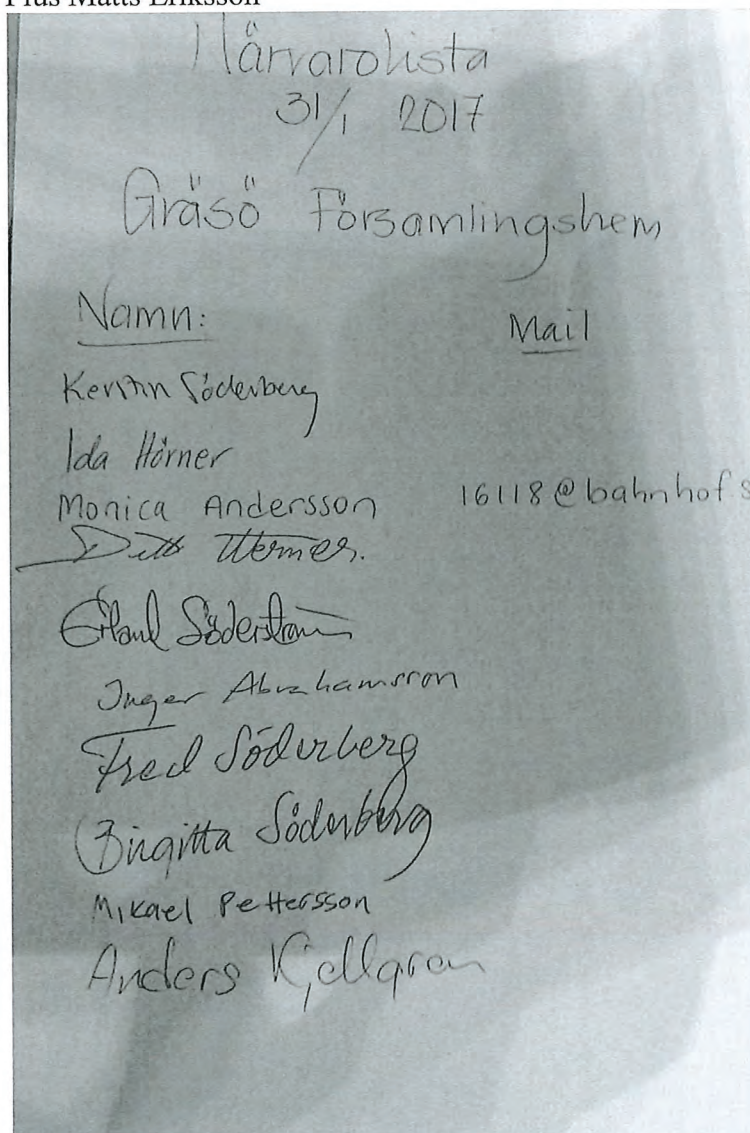 Plus Matts Eriksson
Närvarolista
31/1 2017
Gräsö Församlingshem
Namn: Mail
Kerstin Söderberg
Ida Hörner
Monica Andersson 16118@bahnhof s
Werner.
Söderström
Inger Abrahamsson
Fred Söderberg
Birgitta Söderberg
Mikael Pettersson
Anders Kjellgren